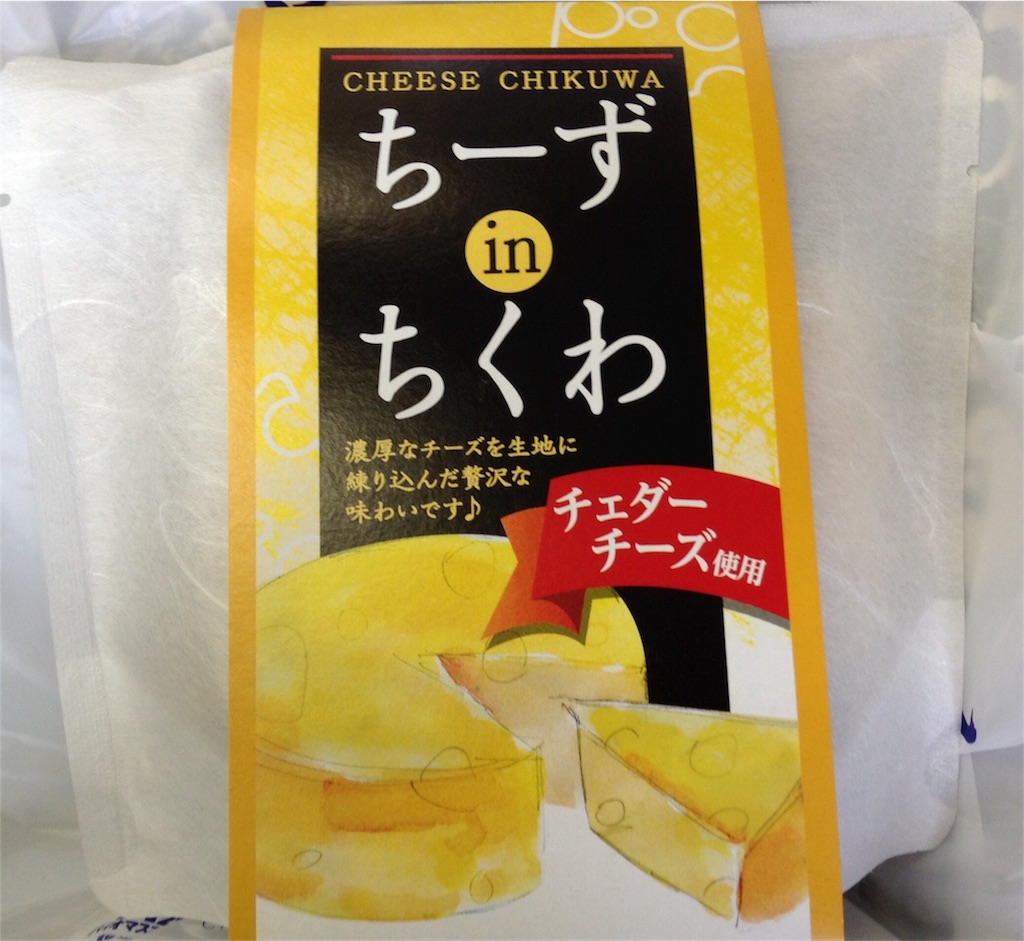 CHEESE CHIKUWA
ちーず
in
ちくわ
濃厚なチーズを生地に
練り込んだ贅沢な
味わいです♪
チェダー
チーズ使用